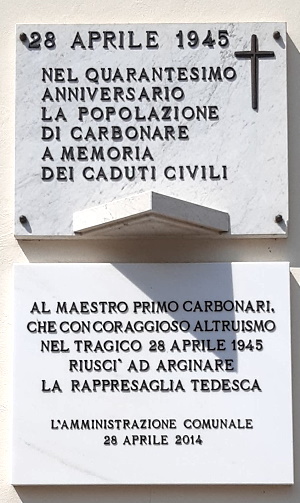 28 APRILE 1945
NEL QUARANTESIMO
ANNIVERSARIO
LA POPOLAZIONE
DI CARBONARE
A MEMORIA
DEI CADUTI CIVILI
AL MAESTRO PRIMO CARBONARI,
CHE CON CORAGGIOSO ALTRUISMO
NEL TRAGICO 28 APRILE 1945
RIUSCI' AD ARGINARE
LA RAPPRESAGLIA TEDESCA
L'AMMINISTRAZIONE COMUNALE
28 APRILE 2014